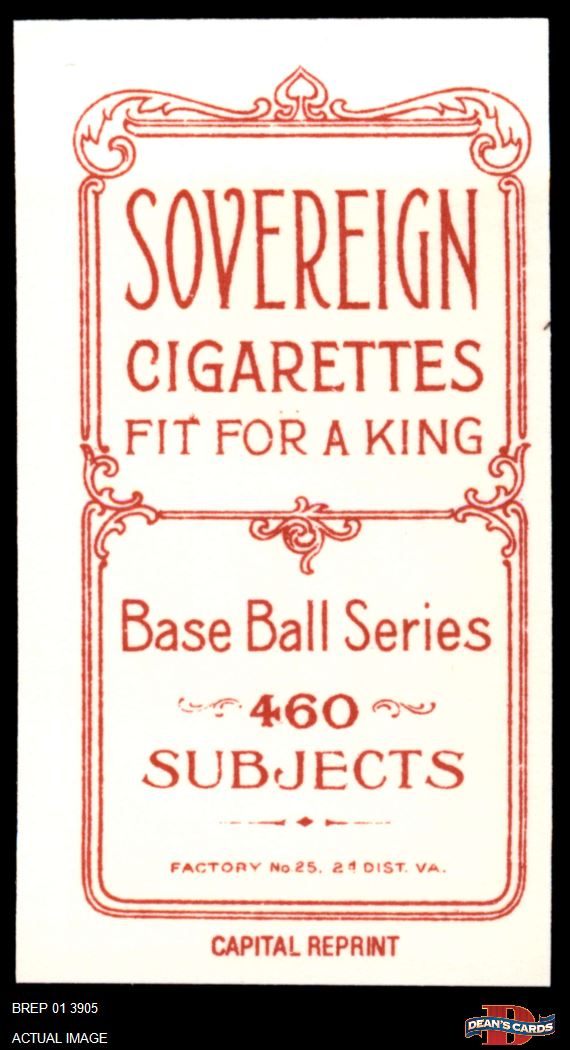 SOVEREIGN
CIGARETTES
FIT FOR A KING
Base Ball Series
460
SUBJECTS
FACTORY No. 25. 2d DIST. VA.
CAPITAL REPRINT
BREP 01 3905
ACTUAL IMAGE
D
DEAN'S CARDS